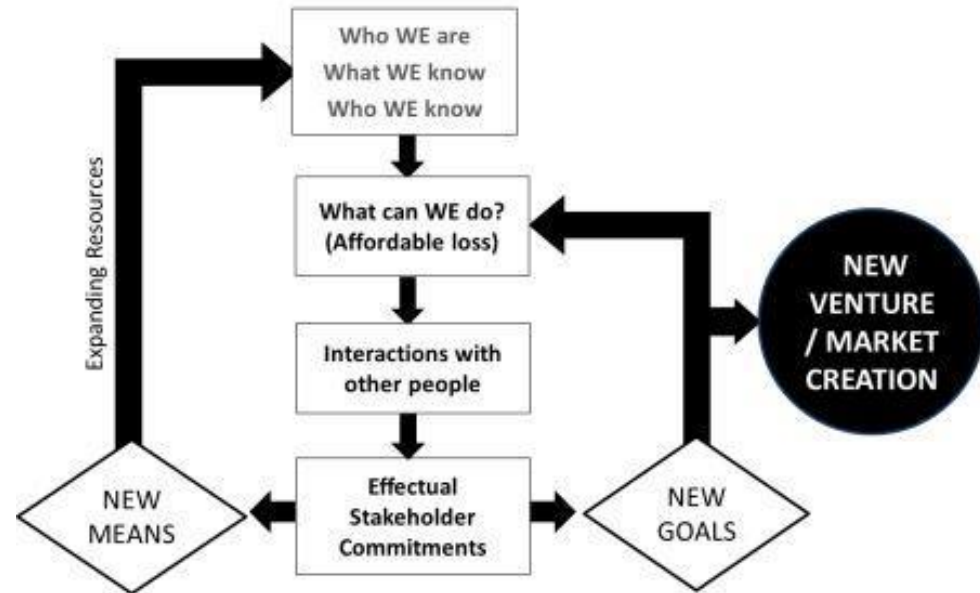 Who WE are
What WE know
Who WE know
Expanding Resources
What can WE do?
(Affordable loss)
NEW
VENTURE
/ MARKET
CREATION
Interactions with
other people
NEW
MEANS
Effectual
Stakeholder
Commitments
NEW
GOALS